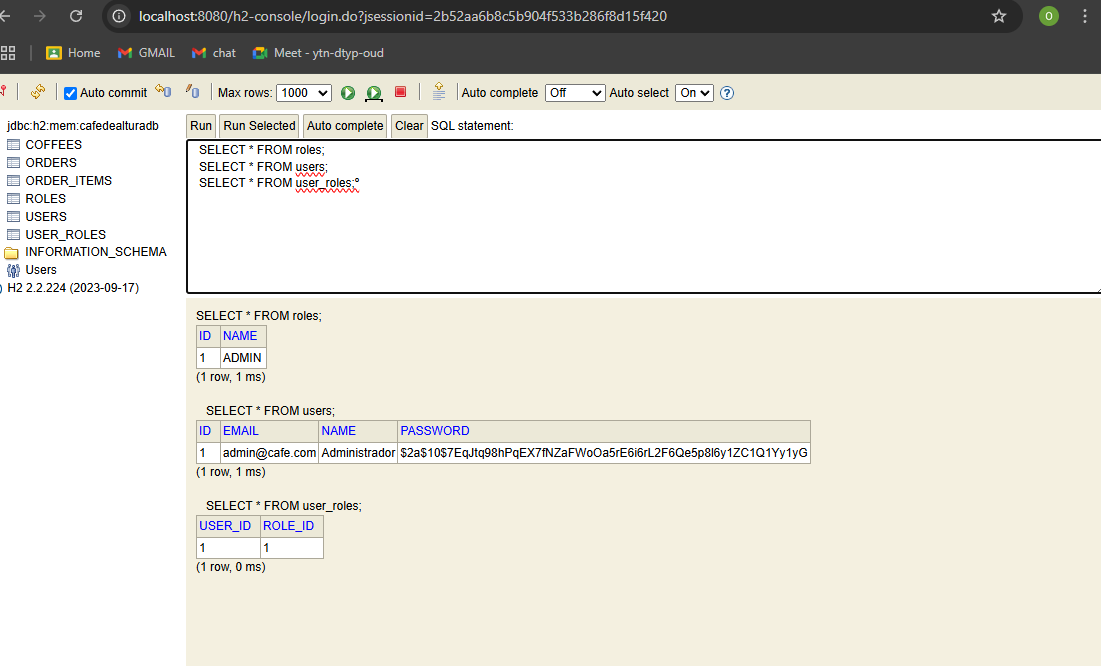 localhost:8080/h2-console/login.do?jsessionid=2b52aa6b8c5b904f533b286f8d15f420
O
Home GMAIL chat Meet - ytn-dtyp-oud
Auto commit Max rows: 1000 Auto complete Off Auto select On ?
jdbc:h2:mem:cafedealturadb
COFFEES
ORDERS
ORDER_ITEMS
ROLES
USERS
USER_ROLES
INFORMATION_SCHEMA
Users
H2 2.2.224 (2023-09-17)
Run Run Selected Auto complete Clear SQL statement:
SELECT * FROM roles;
SELECT * FROM users;
SELECT * FROM user_roles;º
SELECT * FROM roles;
ID NAME
1 ADMIN
(1 row, 1 ms)
SELECT * FROM users;
ID EMAIL NAME PASSWORD
1 admin@cafe.com Administrador $2a$10$7EqJtq98hPqEX7fNZaFWoOa5rE6i6rL2F6Qe5p8l6y1ZC1Q1Yy1yG
(1 row, 1 ms)
SELECT * FROM user_roles;
USER_ID ROLE_ID
1 1
(1 row, 0 ms)